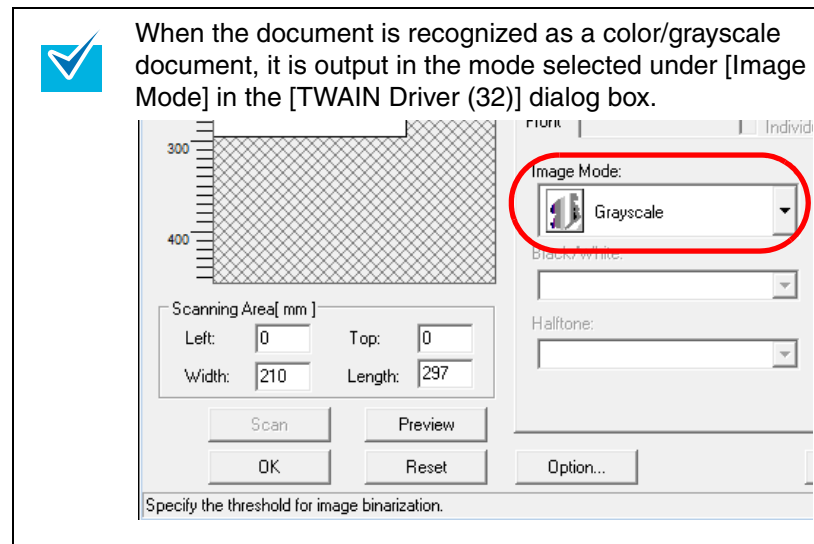 When the document is recognized as a color/grayscale
document, it is output in the mode selected under [Image
Mode] in the [TWAIN Driver (32)] dialog box.
Front
300
Image Mode:
Grayscale
400
Black/White:
Scanning Area[ mm ]
Left: 0 Top: 0
Halftone:
Width: 210 Length: 297
Scan Preview
OK Reset Option...
Specify the threshold for image binarization.